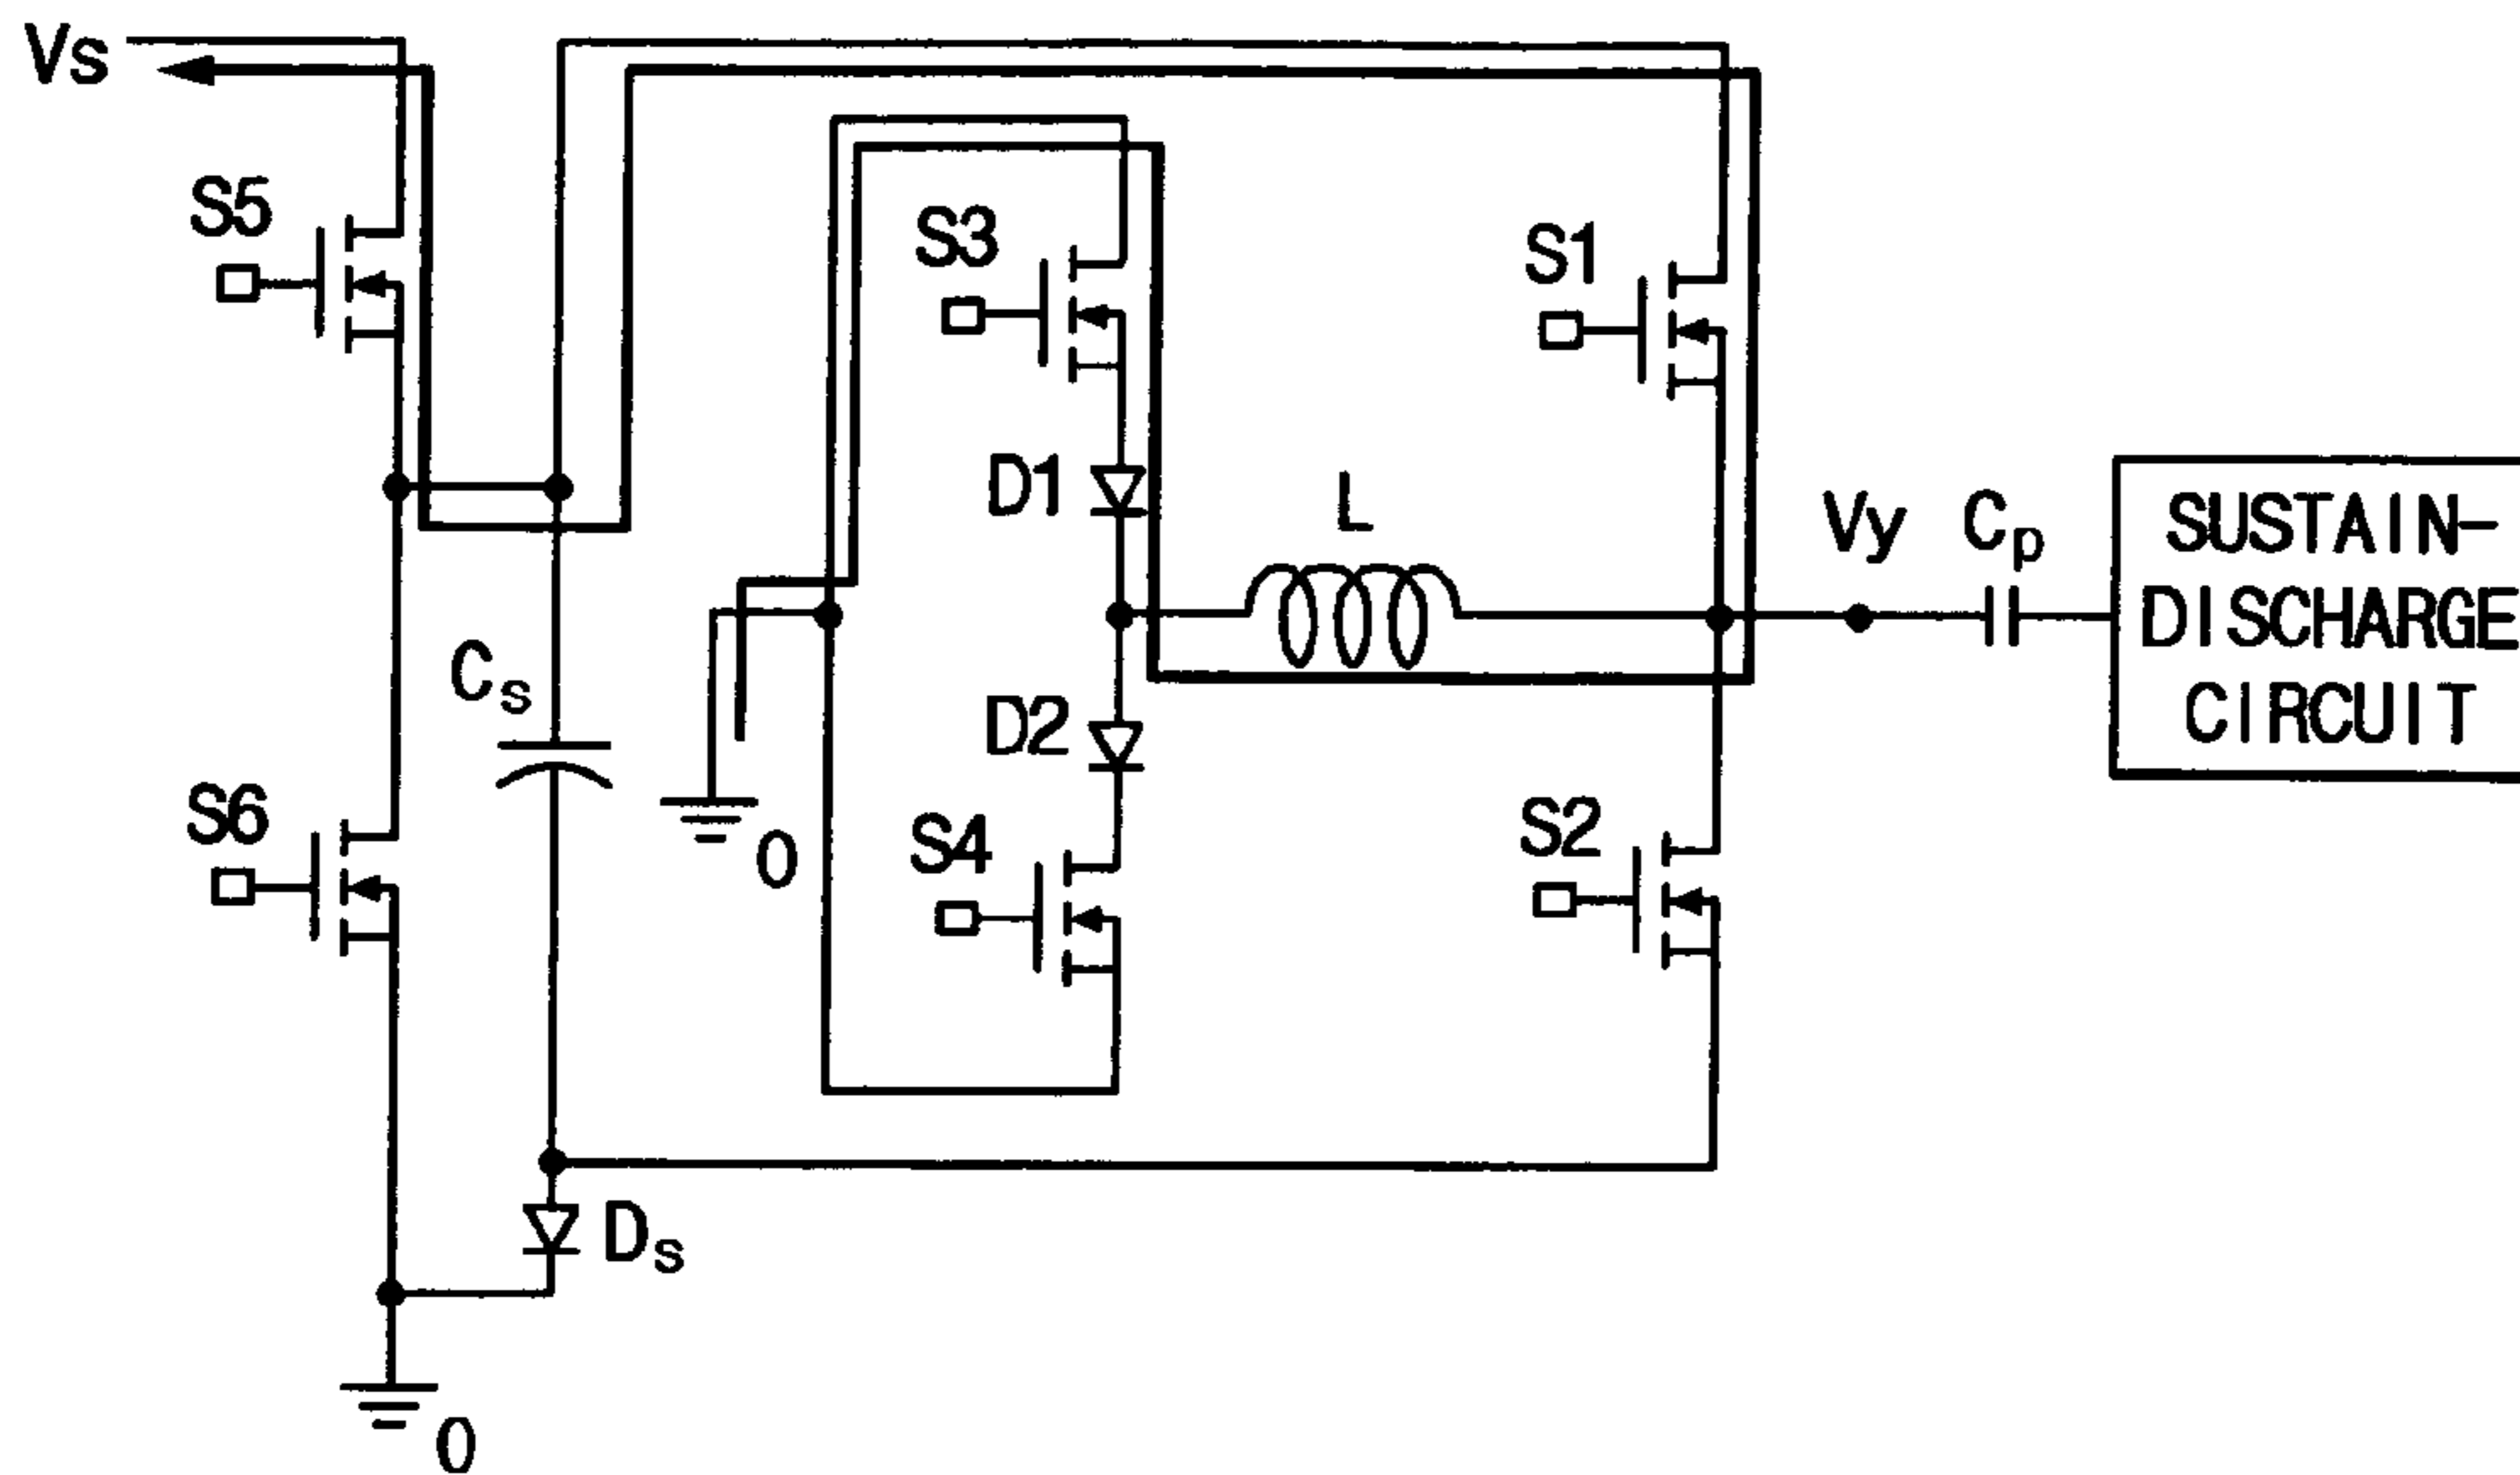 Vs
S5
S3
S1
D1
L
Vy
Cp
SUSTAIN-
DISCHARGE
CIRCUIT
Cs
D2
S6
0
S4
S2
Ds
0